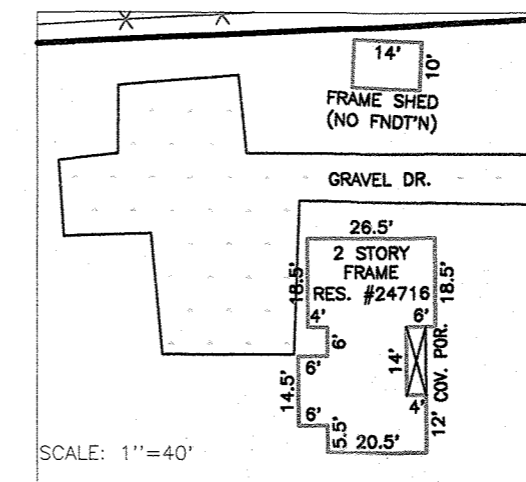 14'
10'
FRAME SHED
(NO FNDT'N)
GRAVEL DR.
26.5'
2 STORY
FRAME
RES. #24716
18.5'
18.5'
4'
6'
6'
6'
14'
COV. POR.
14.5'
6'
4'
12'
5.5'
20.5'
SCALE: 1''=40'